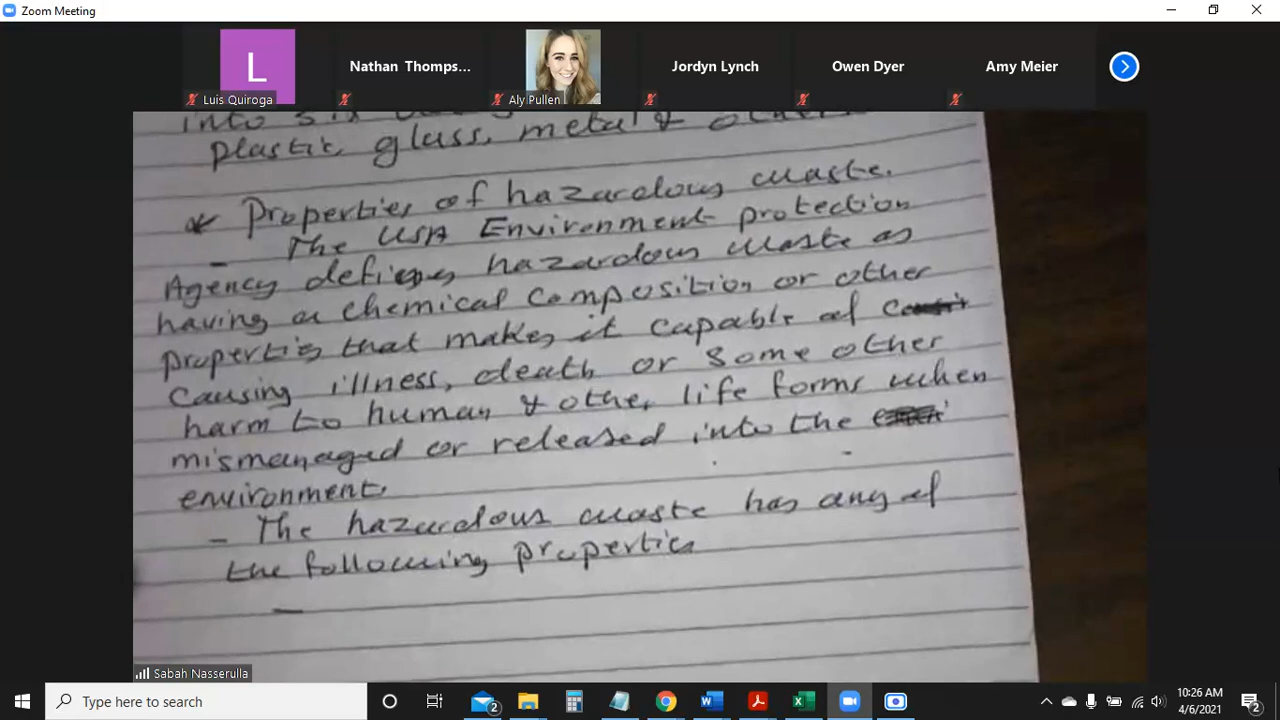 Zoom Meeting
L
Luis Quiroga
Nathan Thomps...
Aly Pullen
Jordyn Lynch
Owen Dyer
Amy Meier
into six
plastic, glass, metal &
* Properties of hazardous waste.
- The USA Environment protection
Agency defines hazardous waste as
having a chemical composition or other
properties that makes it capable of
causing illness, death or some other
harm to human & other life forms when
mismanaged or released into the
environment.
- The hazardous waste has any of
the following properties
-
Sabah Nasserulla
Type here to search
2
10:26 AM
4/6/2021
2